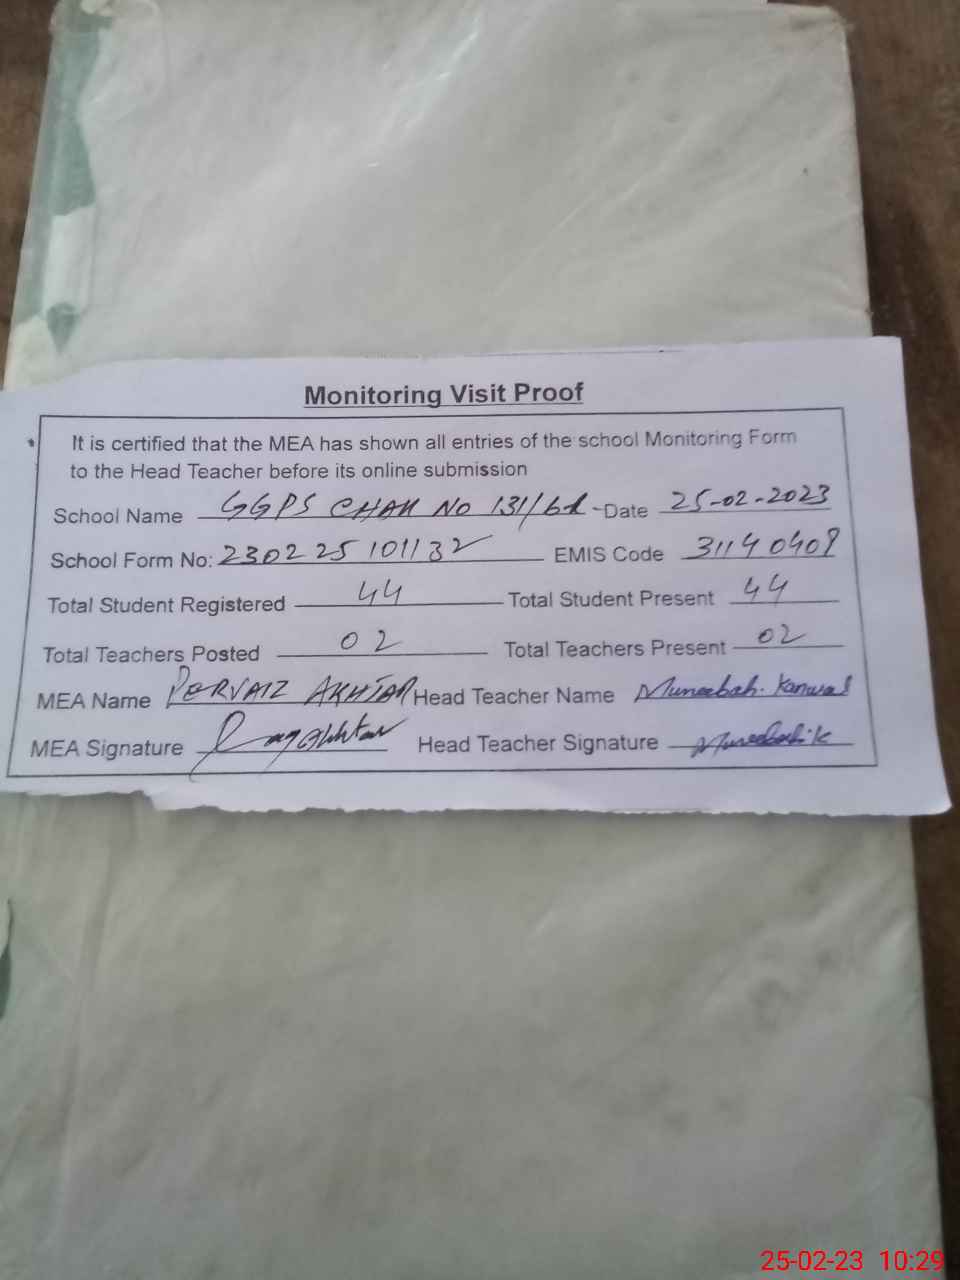 Monitoring Visit Proof
It is certified that the MEA has shown all entries of the school Monitoring Form
to the Head Teacher before its online submission
School Name GGPS CHAK NO 131/6L Date 25-02-2023
School Form No: 230225101132 EMIS Code 31140408
Total Student Registered 44 Total Student Present 44
Total Teachers Posted 02 Total Teachers Present 02
MEA Name PERVAIZ AKHTAR Head Teacher Name Muneebah. Kanwal
MEA Signature Head Teacher Signature
25-02-23 10:29